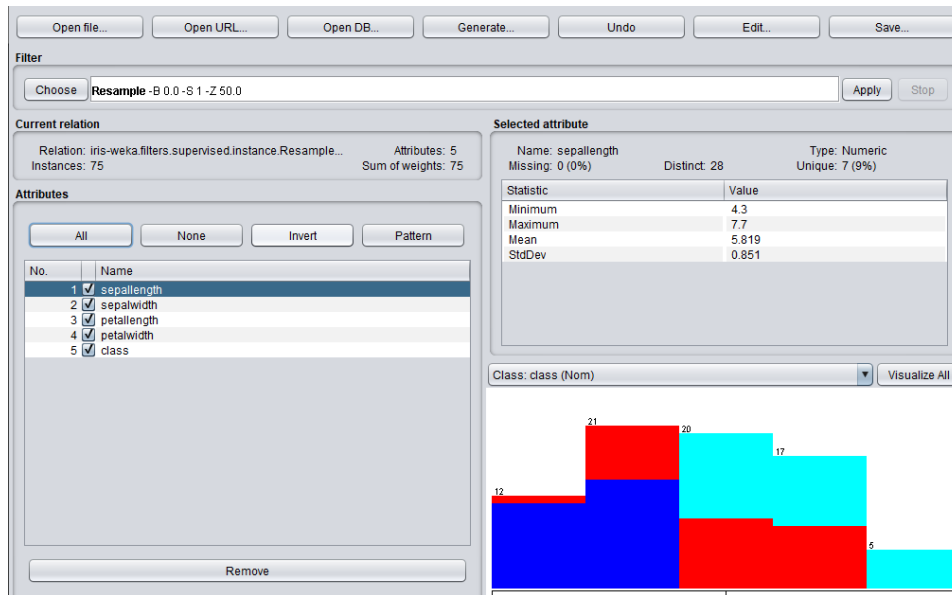 Open file... Open URL... Open DB... Generate... Undo Edit... Save...
Filter
Choose Resample -B 0.0 -S 1 -Z 50.0 Apply Stop
Current relation
Relation: iris-weka.filters.supervised.instance.Resample... Attributes: 5
Instances: 75 Sum of weights: 75
Attributes
All None Invert Pattern
No. Name
1 sepallength
2 sepalwidth
3 petallength
4 petalwidth
5 class
Remove
Selected attribute
Name: sepallength Type: Numeric
Missing: 0 (0%) Distinct: 28 Unique: 7 (9%)
Statistic Value
Minimum 4.3
Maximum 7.7
Mean 5.819
StdDev 0.851
Class: class (Nom) Visualize All
12 21 20 17 5